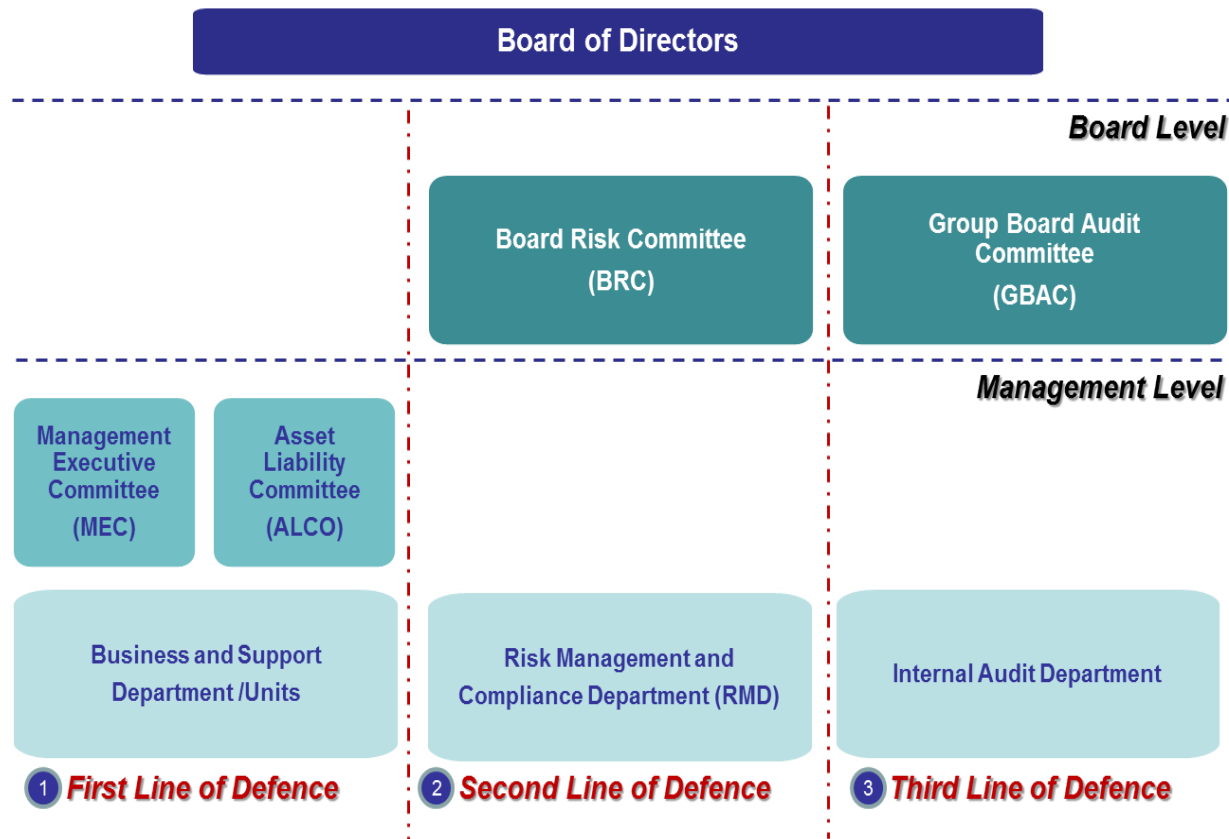 Board of Directors
Board Level
Board Risk Committee
(BRC)
Group Board Audit
Committee
(GBAC)
Management Level
Management
Executive
Committee
(MEC)
Asset
Liability
Committee
(ALCO)
Business and Support
Department /Units
Risk Management and
Compliance Department (RMD)
Internal Audit Department
1 First Line of Defence
2 Second Line of Defence
3 Third Line of Defence